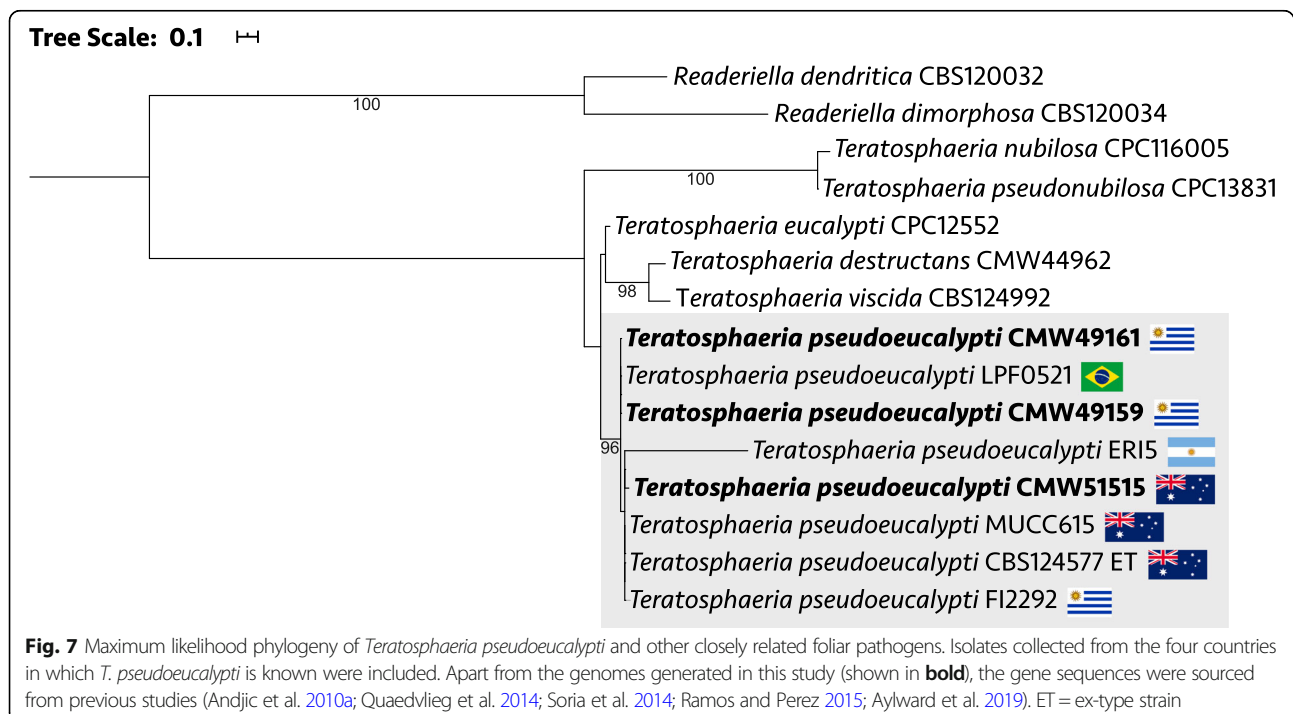 Tree Scale: 0.1
Readeriella dendritica CBS120032
100
Readeriella dimorphosa CBS120034
Teratosphaeria nubilosa CPC116005
100
Teratosphaeria pseudonubilosa CPC13831
Teratosphaeria eucalypti CPC12552
Teratosphaeria destructans CMW44962
98
Teratosphaeria viscida CBS124992
Teratosphaeria pseudoeucalypti CMW49161
Teratosphaeria pseudoeucalypti LPF0521
Teratosphaeria pseudoeucalypti CMW49159
96
Teratosphaeria pseudoeucalypti ERI5
Teratosphaeria pseudoeucalypti CMW51515
Teratosphaeria pseudoeucalypti MUCC615
Teratosphaeria pseudoeucalypti CBS124577 ET
Teratosphaeria pseudoeucalypti FI2292
Fig. 7 Maximum likelihood phylogeny of Teratosphaeria pseudoeucalypti and other closely related foliar pathogens. Isolates collected from the four countries
in which T. pseudoeucalypti is known were included. Apart from the genomes generated in this study (shown in bold), the gene sequences were sourced
from previous studies (Andjic et al. 2010a; Quaedvlieg et al. 2014; Soria et al. 2014; Ramos and Perez 2015; Aylward et al. 2019). ET = ex-type strain